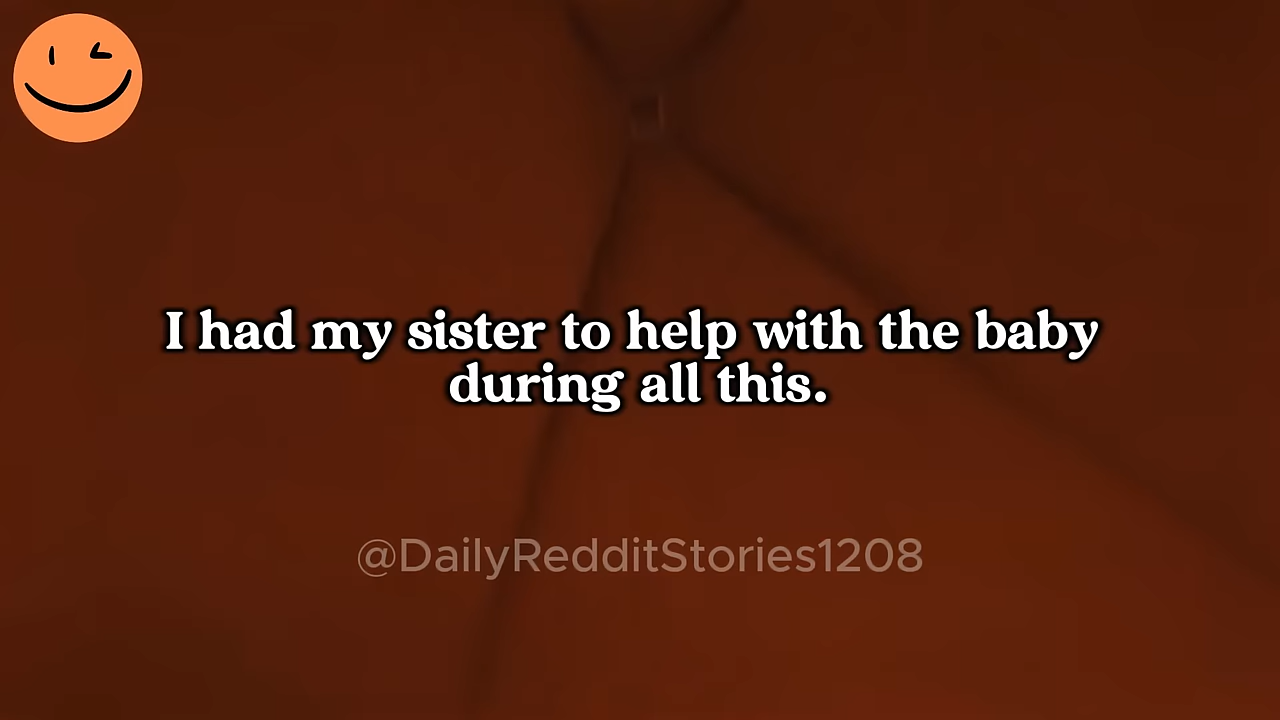 I had my sister to help with the baby
during all this.
@DailyRedditStories1208